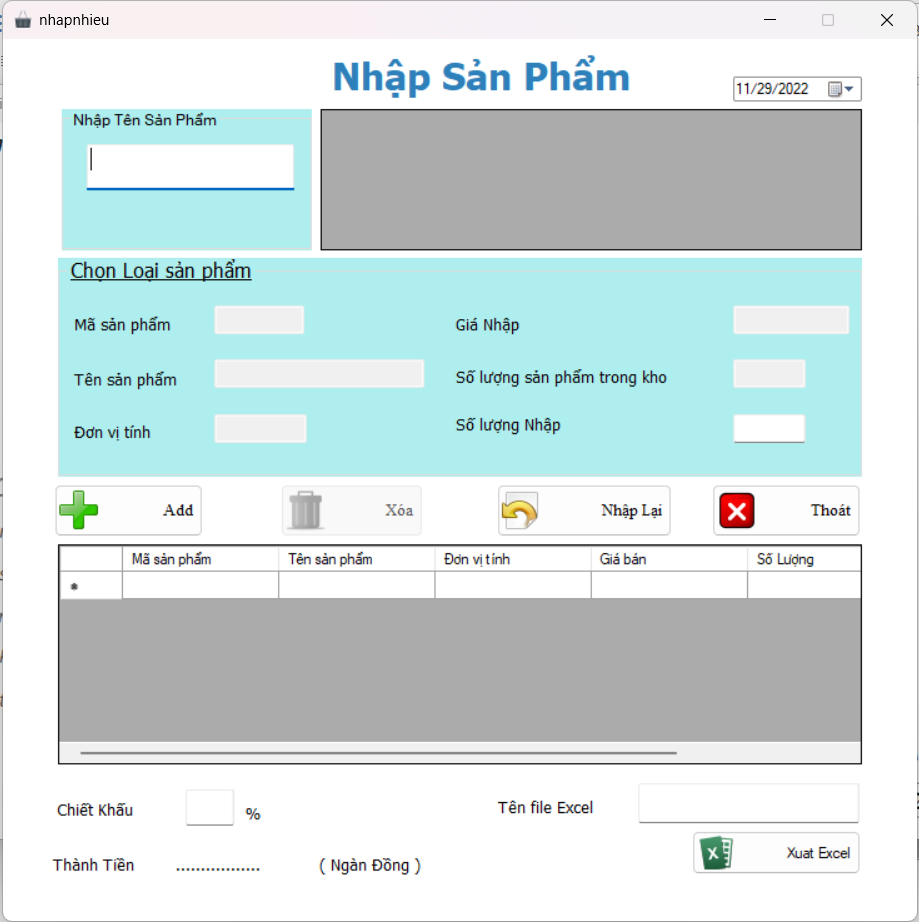 nhapnhieu
Nhập Sản Phẩm
11/29/2022
Nhập Tên Sản Phẩm
Chọn Loại sản phẩm
Mã sản phẩm
Giá Nhập
Tên sản phẩm
Số lượng sản phẩm trong kho
Đơn vị tính
Số lượng Nhập
Add
Xóa
Nhập Lại
Thoát
Mã sản phẩm Tên sản phẩm Đơn vị tính Giá bán Số Lượng
*
Chiết Khấu %
Tên file Excel
Xuat Excel
Thành Tiền ................. ( Ngàn Đồng )